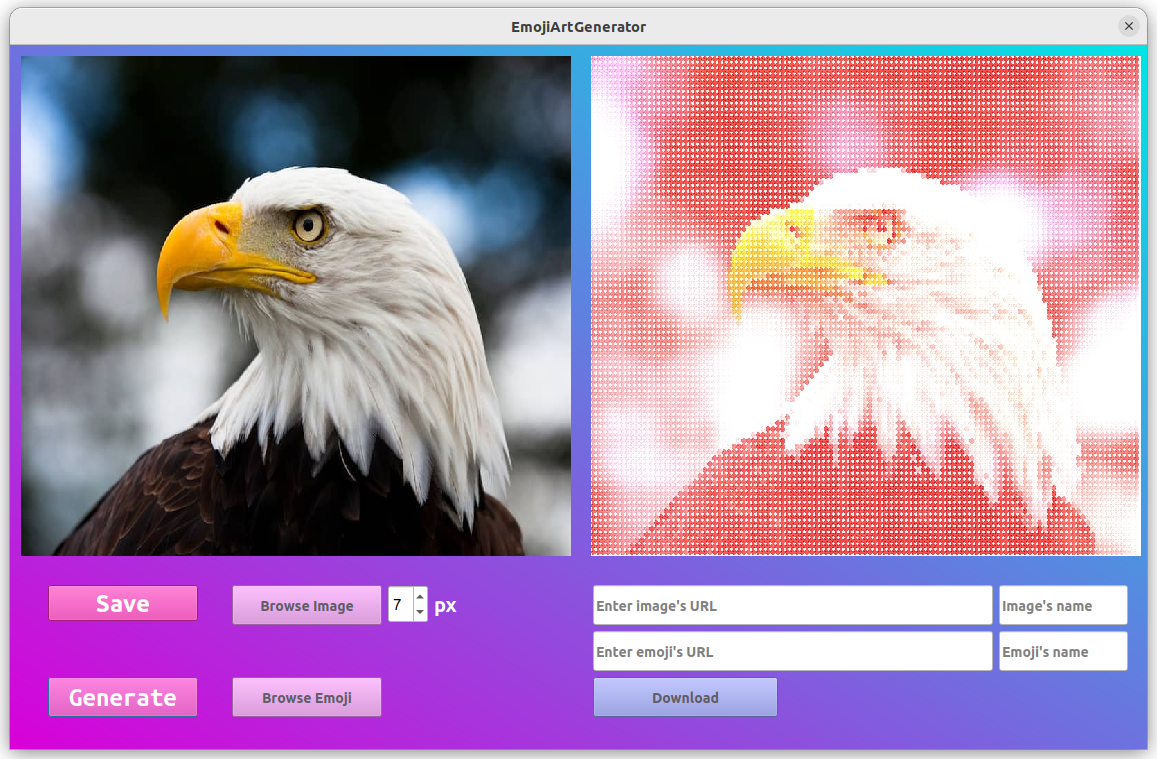 EmojiArtGenerator
Save
Browse Image
7
px
Enter image's URL
Image's name
Enter emoji's URL
Emoji's name
Generate
Browse Emoji
Download